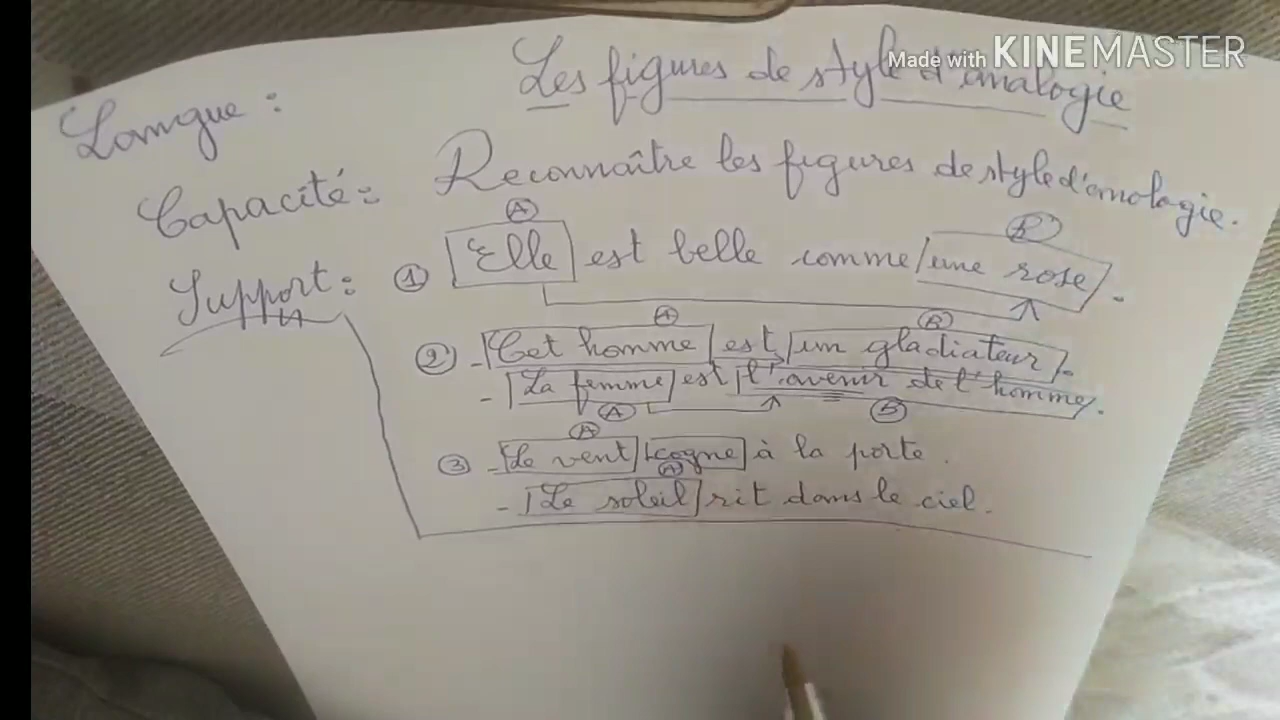 Made with KINEMASTER
Les figures de style d'analogie
Langue :
Capacité : Reconnaître les figures de style d'analogie.
A B
Support : ① Elle est belle comme une rose.
A B
② - Cet homme est un gladiateur.
- La femme est l'avenir de l'homme.
A B
A
③ - Le vent cogne à la porte.
A
- Le soleil rit dans le ciel.